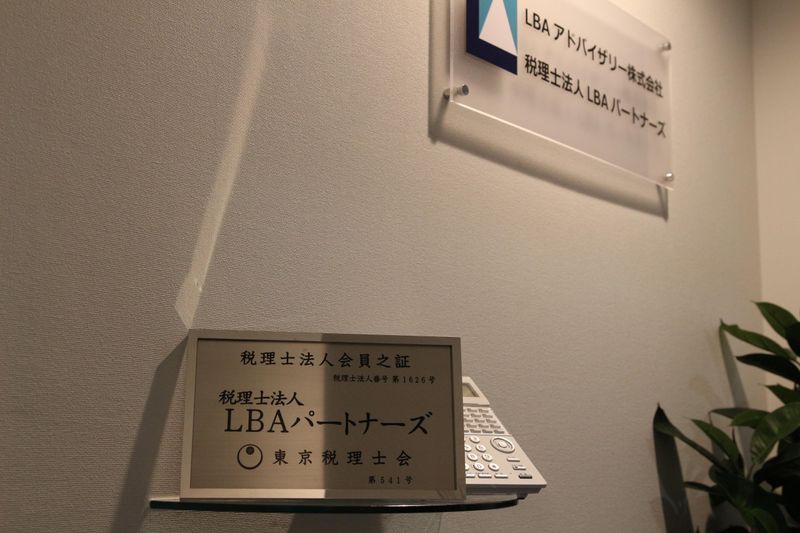 LBA アドバイザリー株式会社
税理士法人 LBA パートナーズ
税理士法人会員之証
税理士法人番号 第1626号
税理士法人
LBAパートナーズ
東京税理士会
第541号